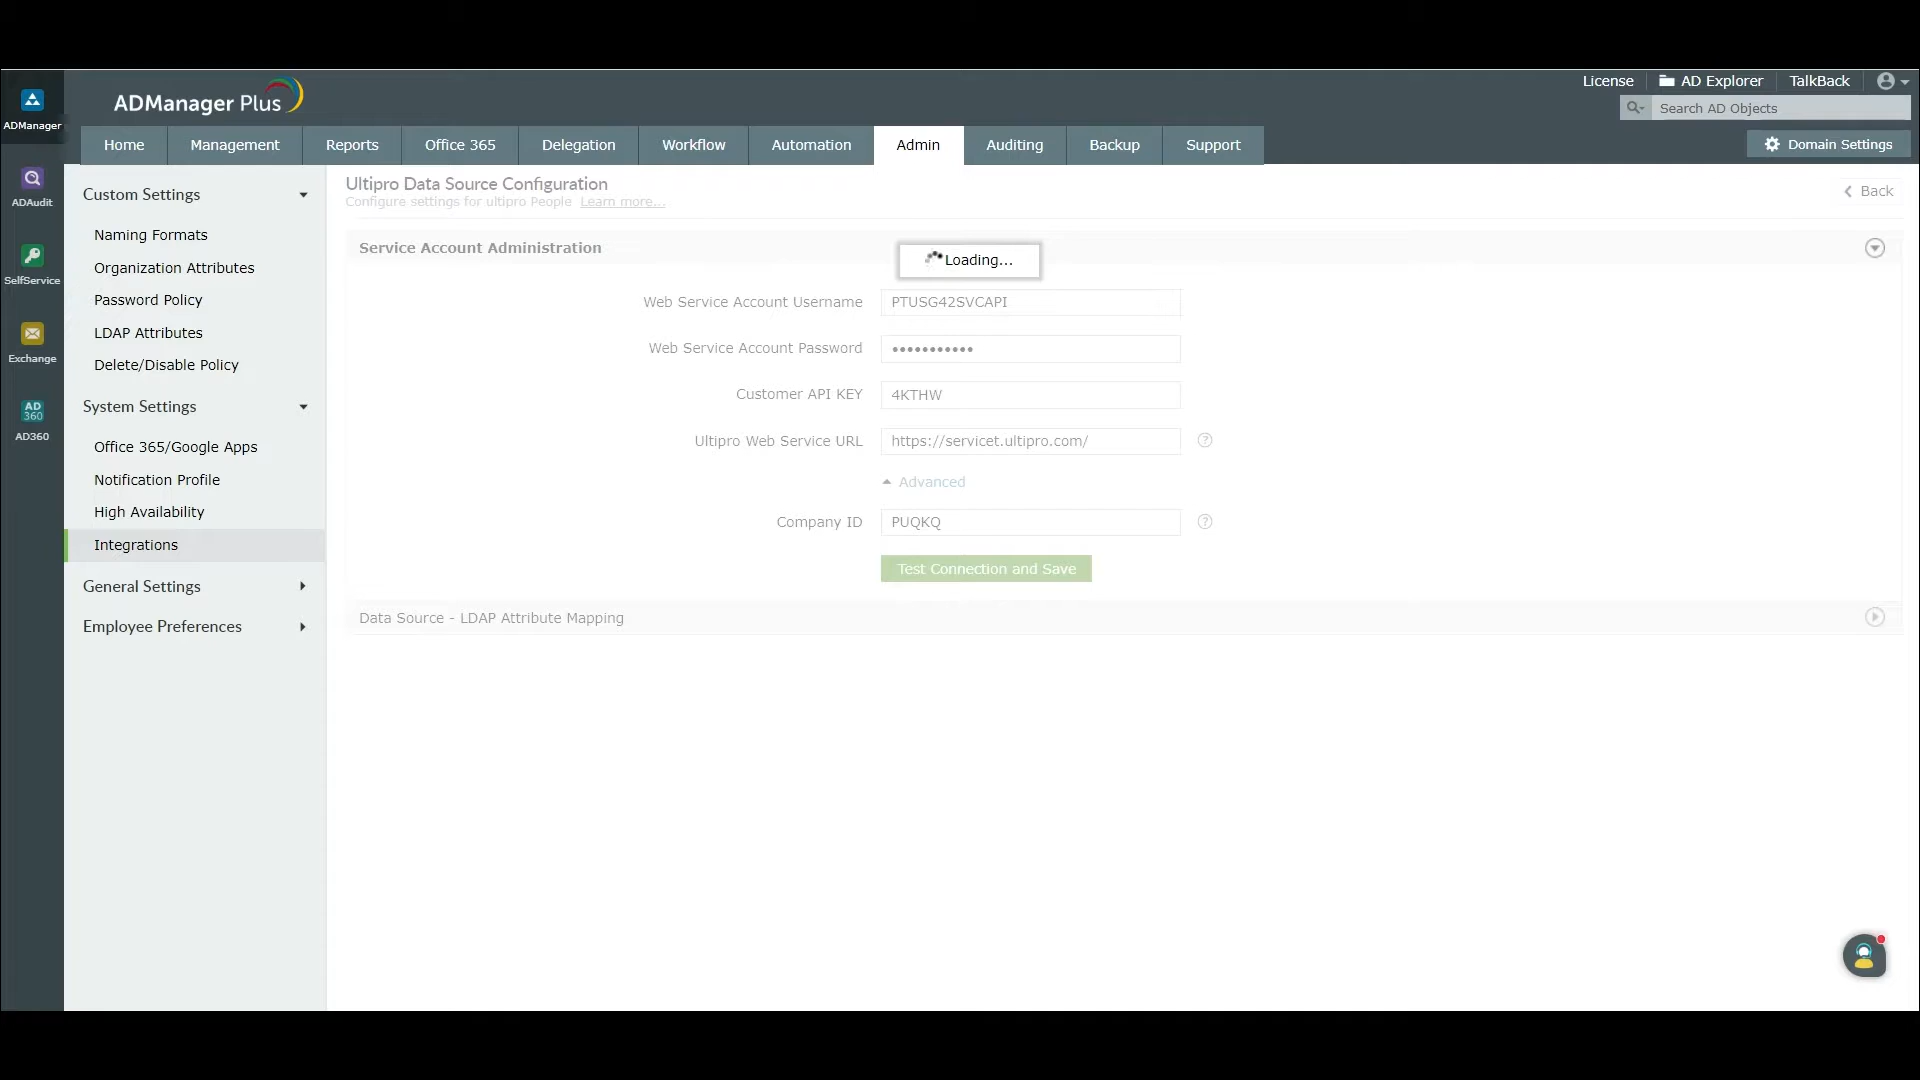 License
AD Explorer
TalkBack
ADManager Plus
Search AD Objects
ADManager
Home
Management
Reports
Office 365
Delegation
Workflow
Automation
Admin
Auditing
Backup
Support
Domain Settings
ADAudit
SelfService
Exchange
AD
360
AD360
Custom Settings
Naming Formats
Organization Attributes
Password Policy
LDAP Attributes
Delete/Disable Policy
System Settings
Office 365/Google Apps
Notification Profile
High Availability
Integrations
General Settings
Employee Preferences
Ultipro Data Source Configuration
Configure settings for ultipro People Learn more...
Back
Service Account Administration
Loading...
Web Service Account Username PTUSG42SVCAPI
Web Service Account Password •••••••••••
Customer API KEY 4KTHW
Ultipro Web Service URL https://servicet.ultipro.com/ ?
Advanced
Company ID PUQKQ ?
Test Connection and Save
Data Source - LDAP Attribute Mapping